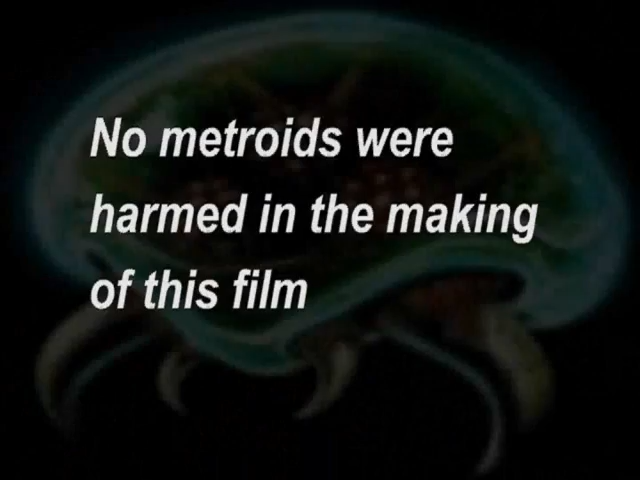 No metroids were
harmed in the making
of this film